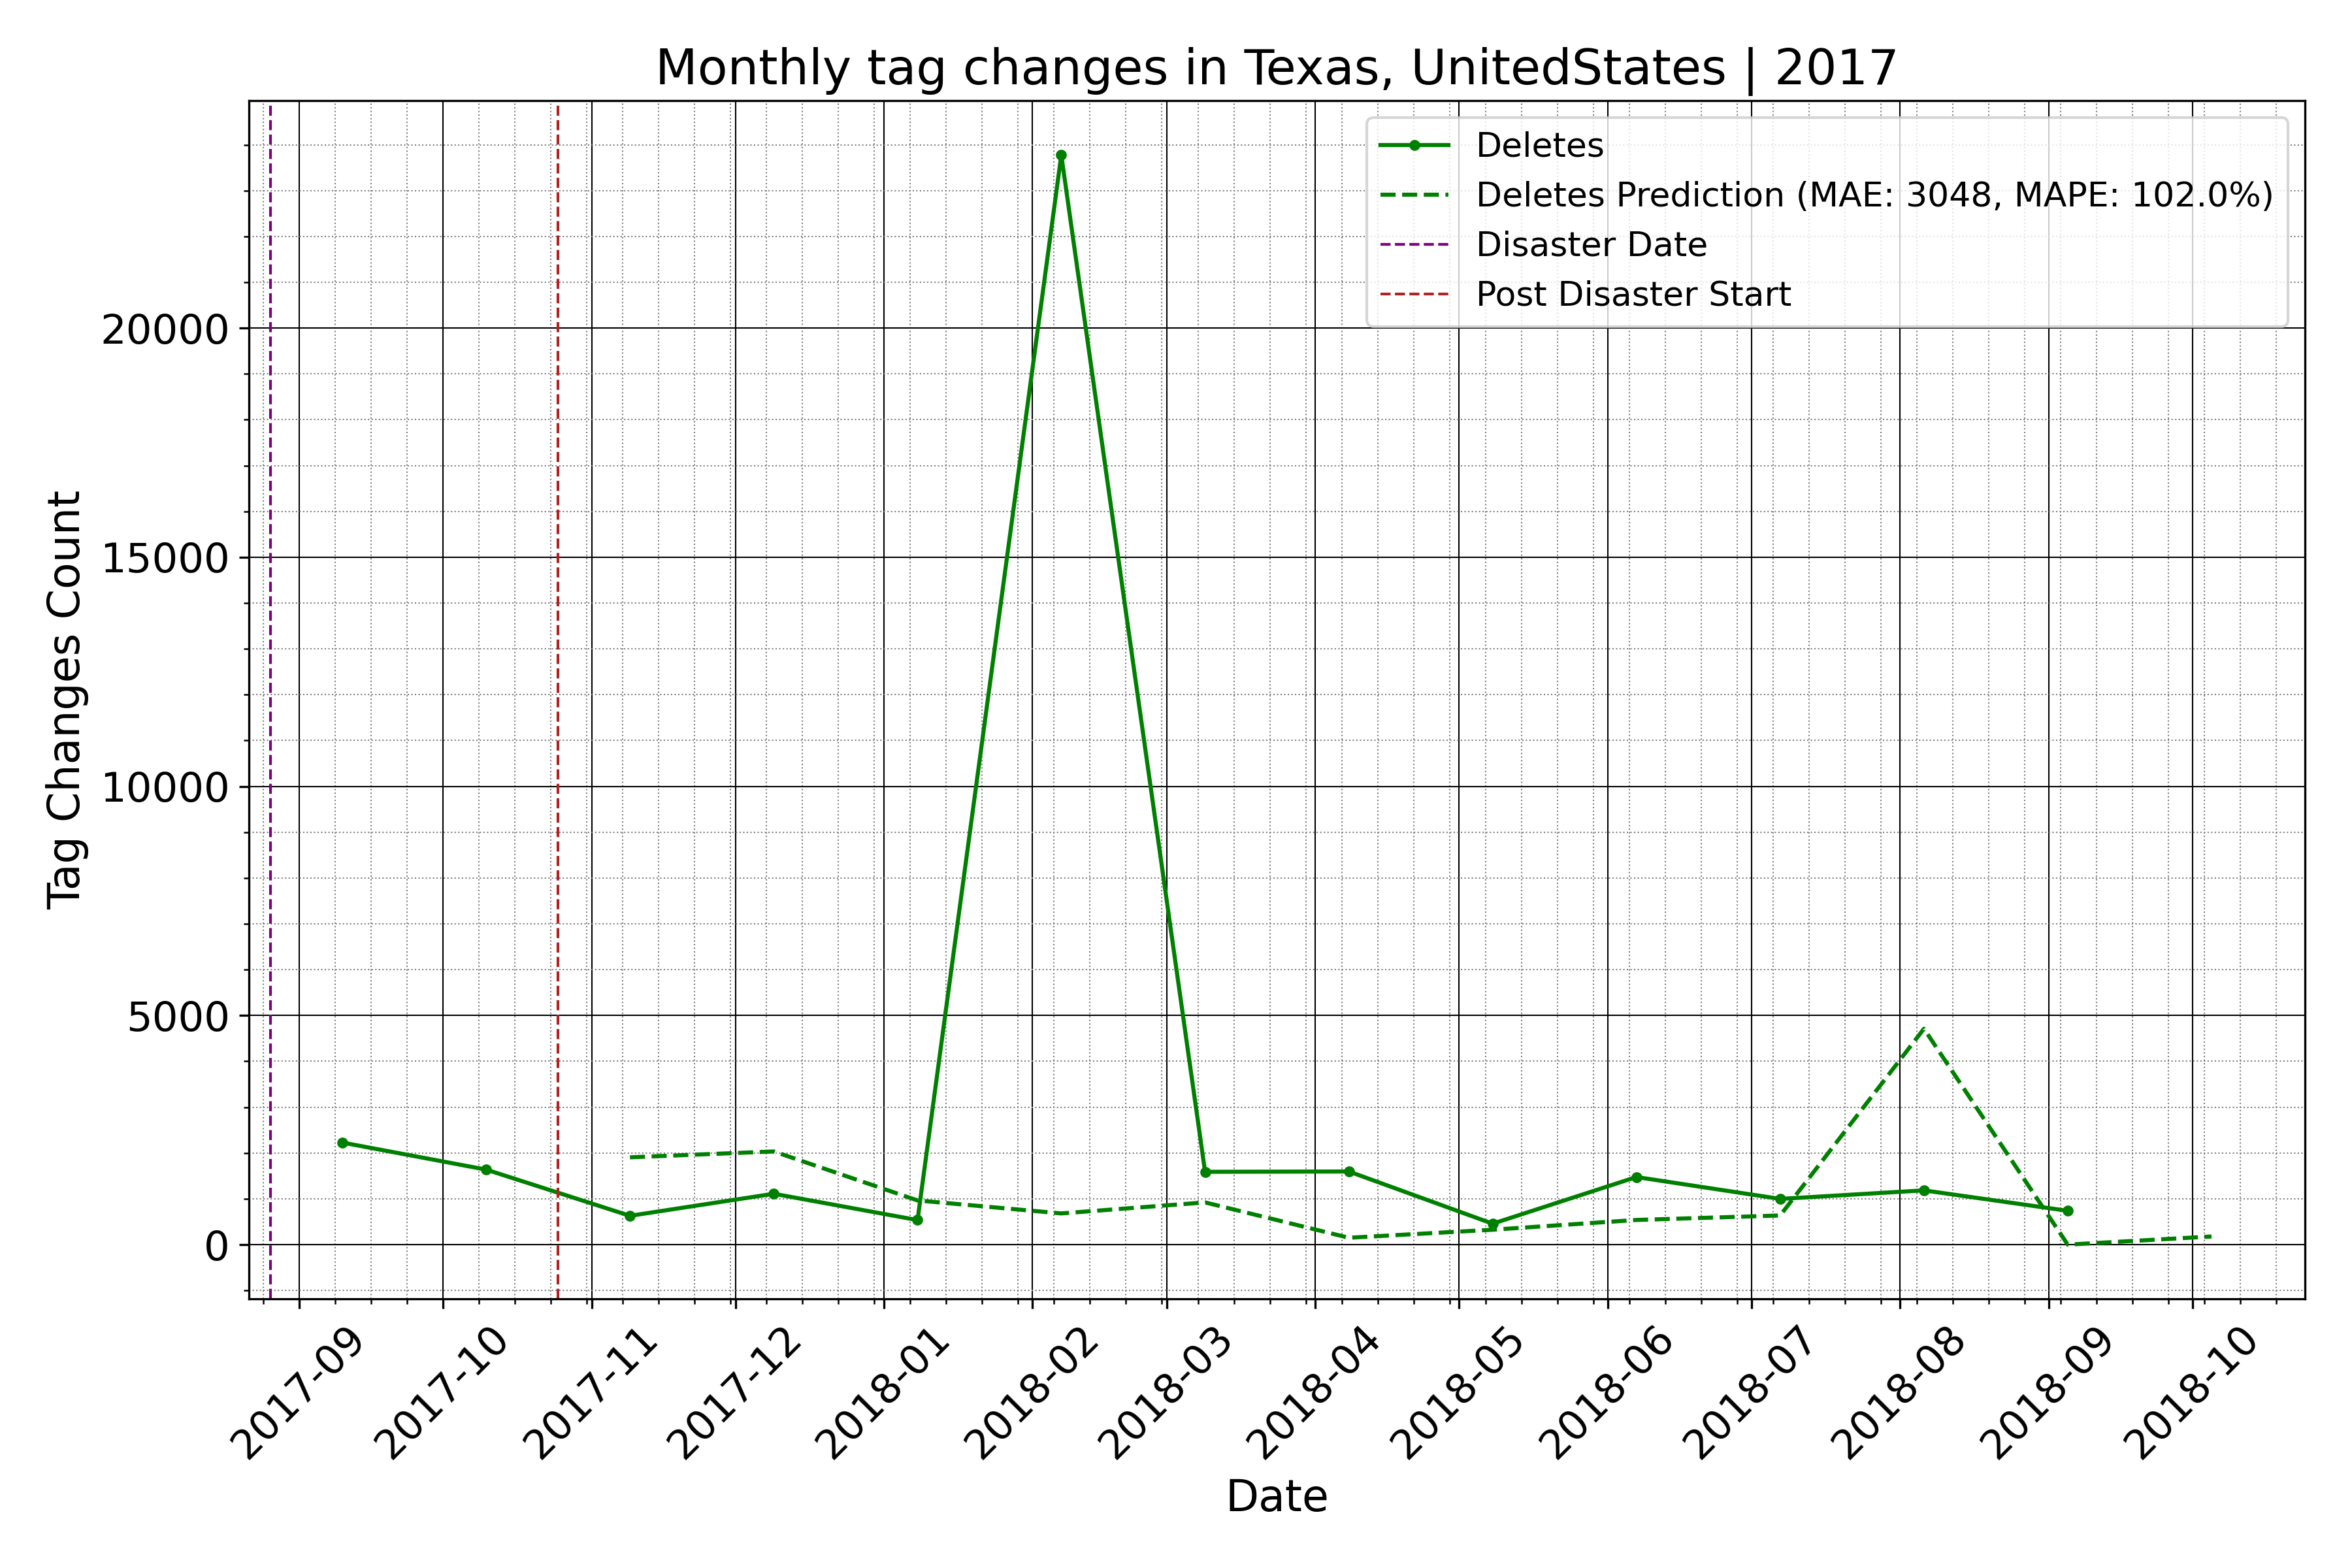 Monthly tag changes in Texas, UnitedStates | 2017
Deletes
Deletes Prediction (MAE: 3048, MAPE: 102.0%)
Disaster Date
Post Disaster Start
Tag Changes Count
20000
15000
10000
5000
0
2017-09
2017-10
2017-11
2017-12
2018-01
2018-02
2018-03
2018-04
2018-05
2018-06
2018-07
2018-08
2018-09
2018-10
Date